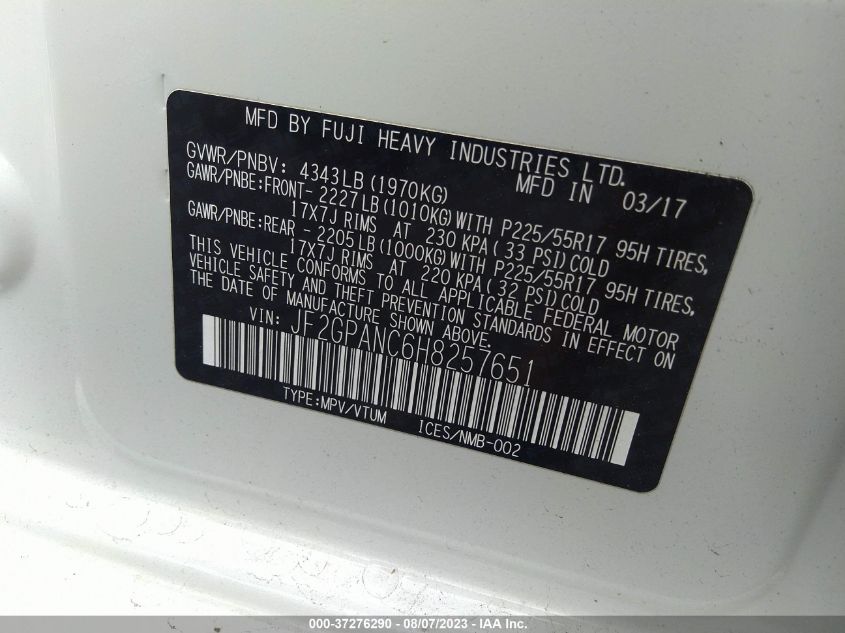 MFD BY FUJI HEAVY INDUSTRIES LTD.
GVWR/PNBV: 4343LB(1970KG) MFD IN 03/17
GAWR/PNBE:FRONT- 2227LB(1010KG)WITH P225/55R17 95H TIRES,
17X7J RIMS AT 230 KPA(33 PSI)COLD
GAWR/PNBE:REAR - 2205LB(1000KG)WITH P225/55R17 95H TIRES,
17X7J RIMS AT 220 KPA(32 PSI)COLD
THIS VEHICLE CONFORMS TO ALL APPLICABLE FEDERAL MOTOR
VEHICLE SAFETY AND THEFT PREVENTION STANDARDS IN EFFECT ON
THE DATE OF MANUFACTURE SHOWN ABOVE.
VIN: JF2GPANC6H8257651
TYPE:MPV/VTUM ICES/NMB-002
000-37276290 - 08/07/2023 - IAAI.COM